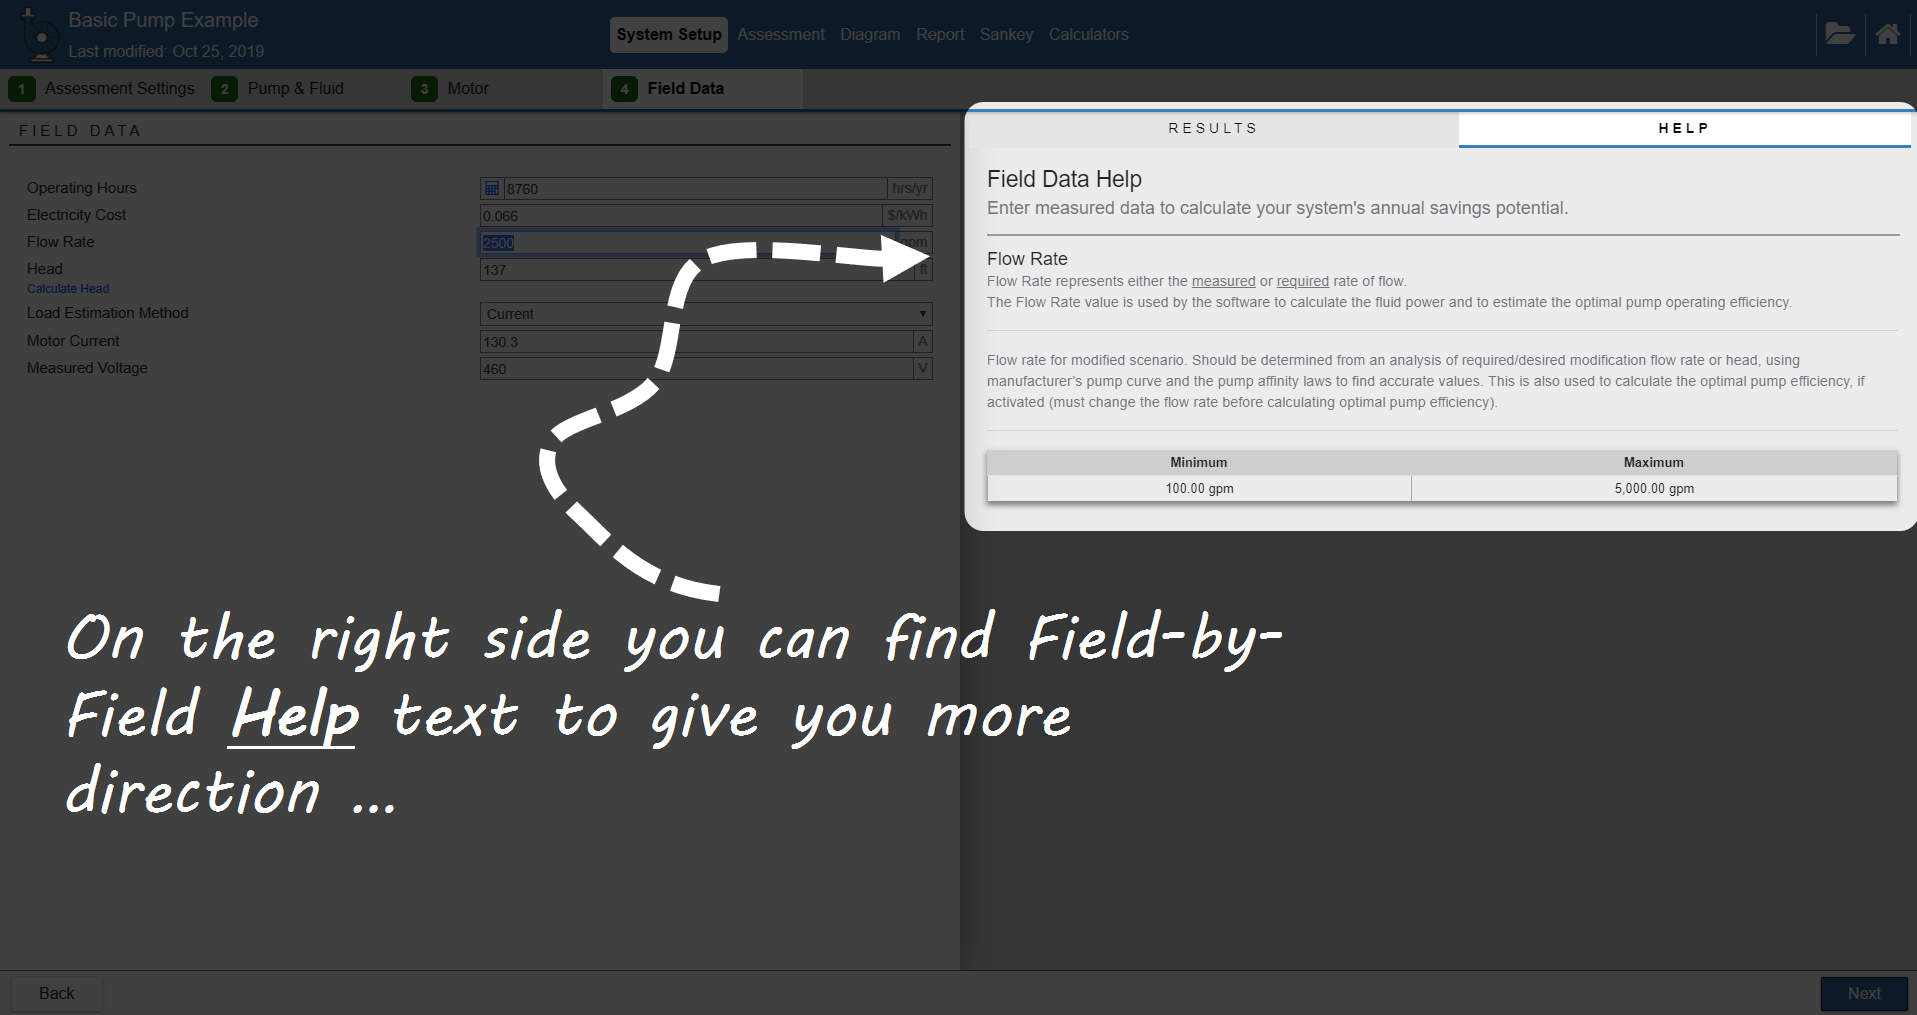 Basic Pump Example
Last modified: Oct 25, 2019
System Setup Assessment Diagram Report Sankey Calculators
1 Assessment Settings 2 Pump & Fluid 3 Motor 4 Field Data
FIELD DATA
Operating Hours 8760 hrs/yr
Electricity Cost 0.066 $/kWh
Flow Rate 2500 gpm
Head 137 ft
Calculate Head
Load Estimation Method Current
Motor Current 130.3 A
Measured Voltage 460 V
RESULTS HELP
Field Data Help
Enter measured data to calculate your system's annual savings potential.
Flow Rate
Flow Rate represents either the measured or required rate of flow.
The Flow Rate value is used by the software to calculate the fluid power and to estimate the optimal pump operating efficiency.
Flow rate for modified scenario. Should be determined from an analysis of required/desired modification flow rate or head, using
manufacturer's pump curve and the pump affinity laws to find accurate values. This is also used to calculate the optimal pump efficiency, if
activated (must change the flow rate before calculating optimal pump efficiency).
Minimum Maximum
100.00 gpm 5,000.00 gpm
On the right side you can find Field-by-
Field Help text to give you more
direction ...
Back Next